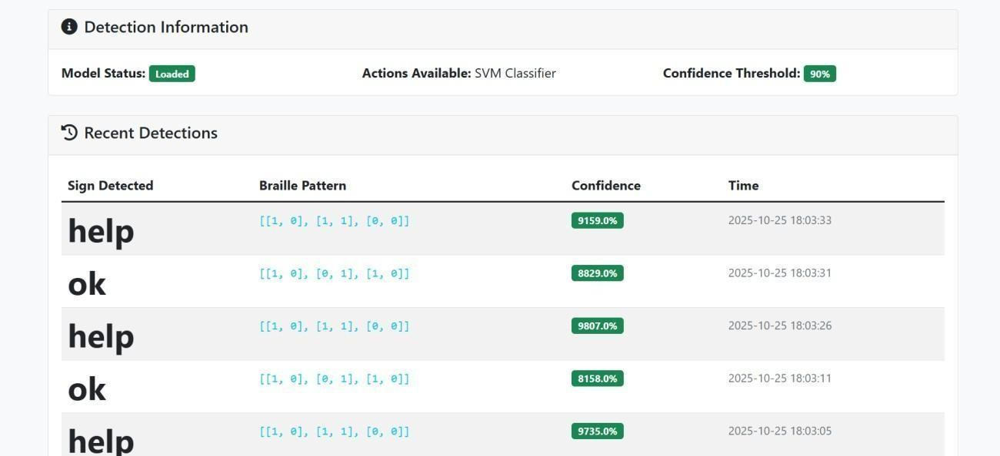 Detection Information
Model Status: Loaded Actions Available: SVM Classifier Confidence Threshold: 90%
Recent Detections
Sign Detected Braille Pattern Confidence Time
help [[1, 0], [1, 1], [0, 0]] 9159.0% 2025-10-25 18:03:33
ok [[1, 0], [0, 1], [1, 0]] 8829.0% 2025-10-25 18:03:31
help [[1, 0], [1, 1], [0, 0]] 9807.0% 2025-10-25 18:03:26
ok [[1, 0], [0, 1], [1, 0]] 8158.0% 2025-10-25 18:03:11
help [[1, 0], [1, 1], [0, 0]] 9735.0% 2025-10-25 18:03:05